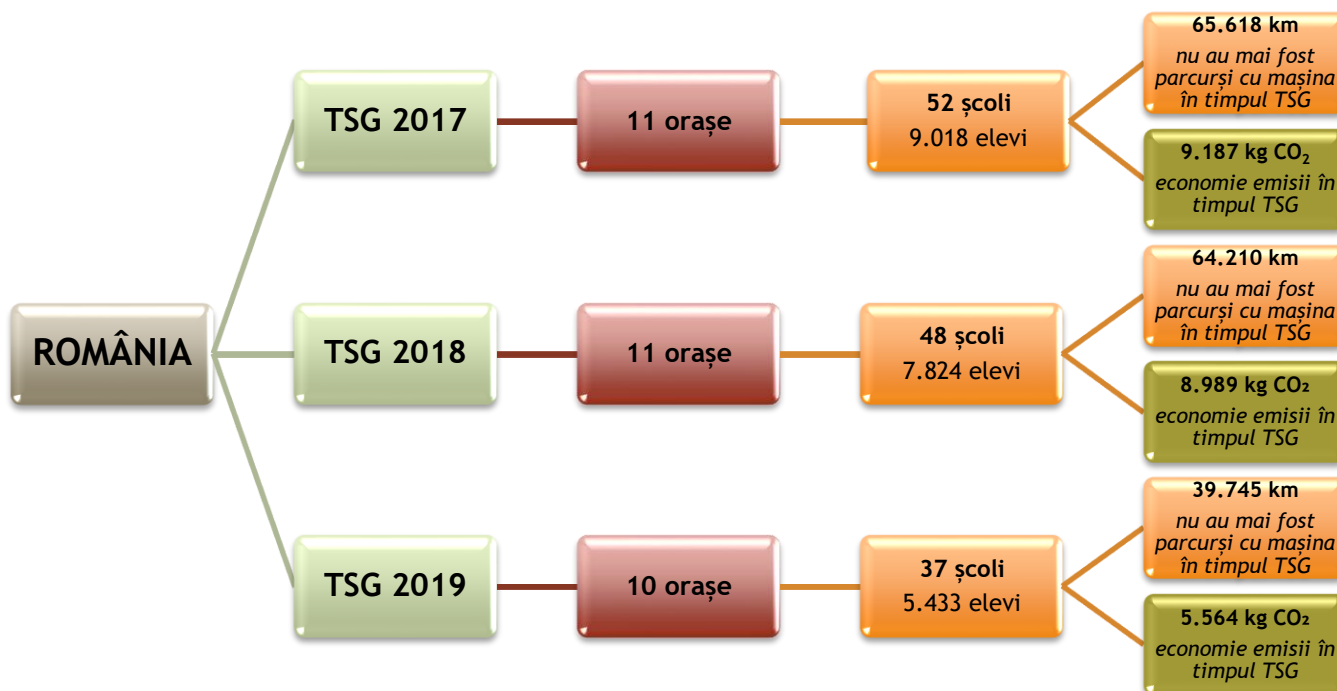 ROMÂNIA
TSG 2017
11 orașe
52 școli
9.018 elevi
65.618 km
nu au mai fost
parcurși cu mașina
în timpul TSG
9.187 kg CO₂
economie emisii în
timpul TSG
TSG 2018
11 orașe
48 școli
7.824 elevi
64.210 km
nu au mai fost
parcurși cu mașina
în timpul TSG
8.989 kg CO₂
economie emisii în
timpul TSG
TSG 2019
10 orașe
37 școli
5.433 elevi
39.745 km
nu au mai fost
parcurși cu mașina
în timpul TSG
5.564 kg CO₂
economie emisii în
timpul TSG